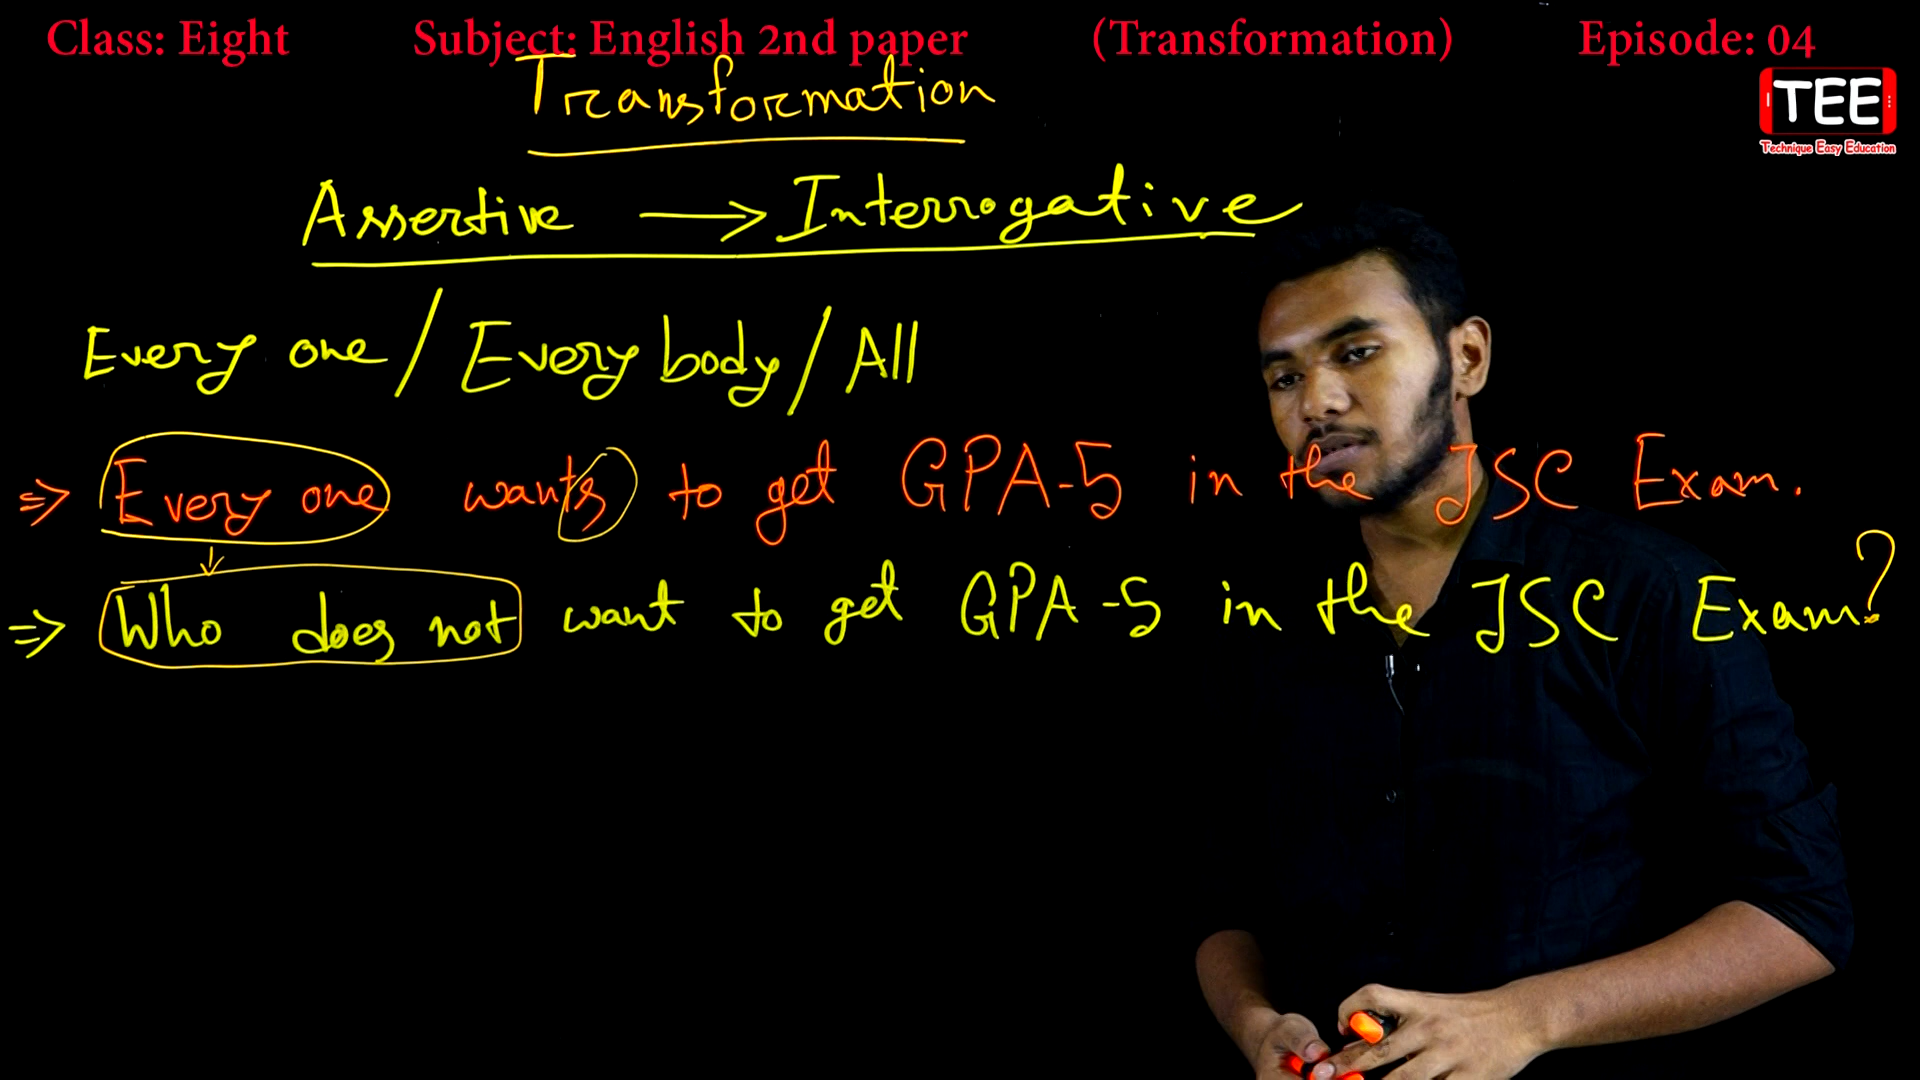 Class: Eight Subject: English 2nd paper (Transformation) Episode: 04
TEE
Technique Easy Education
Transformation
Assertive → Interrogative
Every one / Every body / All
⇒ Every one wants to get GPA-5 in the JSC Exam.
⇒ Who does not want to get GPA-5 in the JSC Exam?